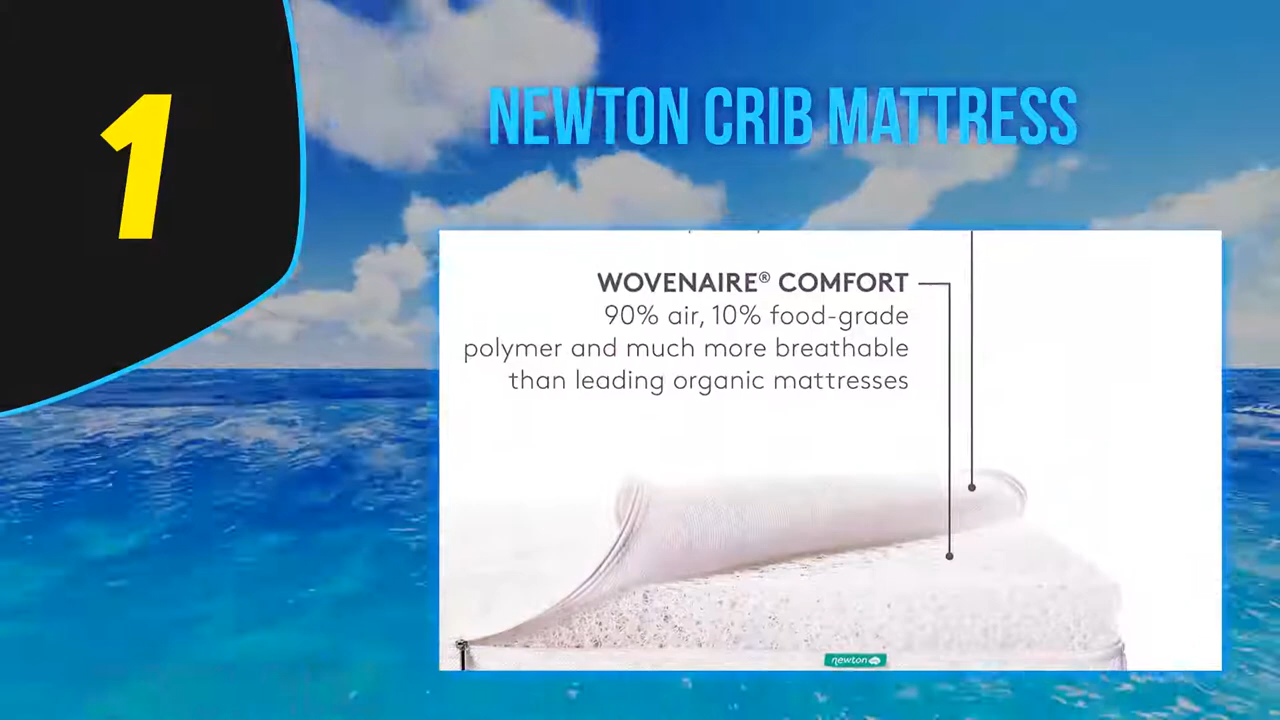 1
NEWTON CRIB MATTRESS
WOVENAIRE® COMFORT
90% air, 10% food-grade
polymer and much more breathable
than leading organic mattresses
newton